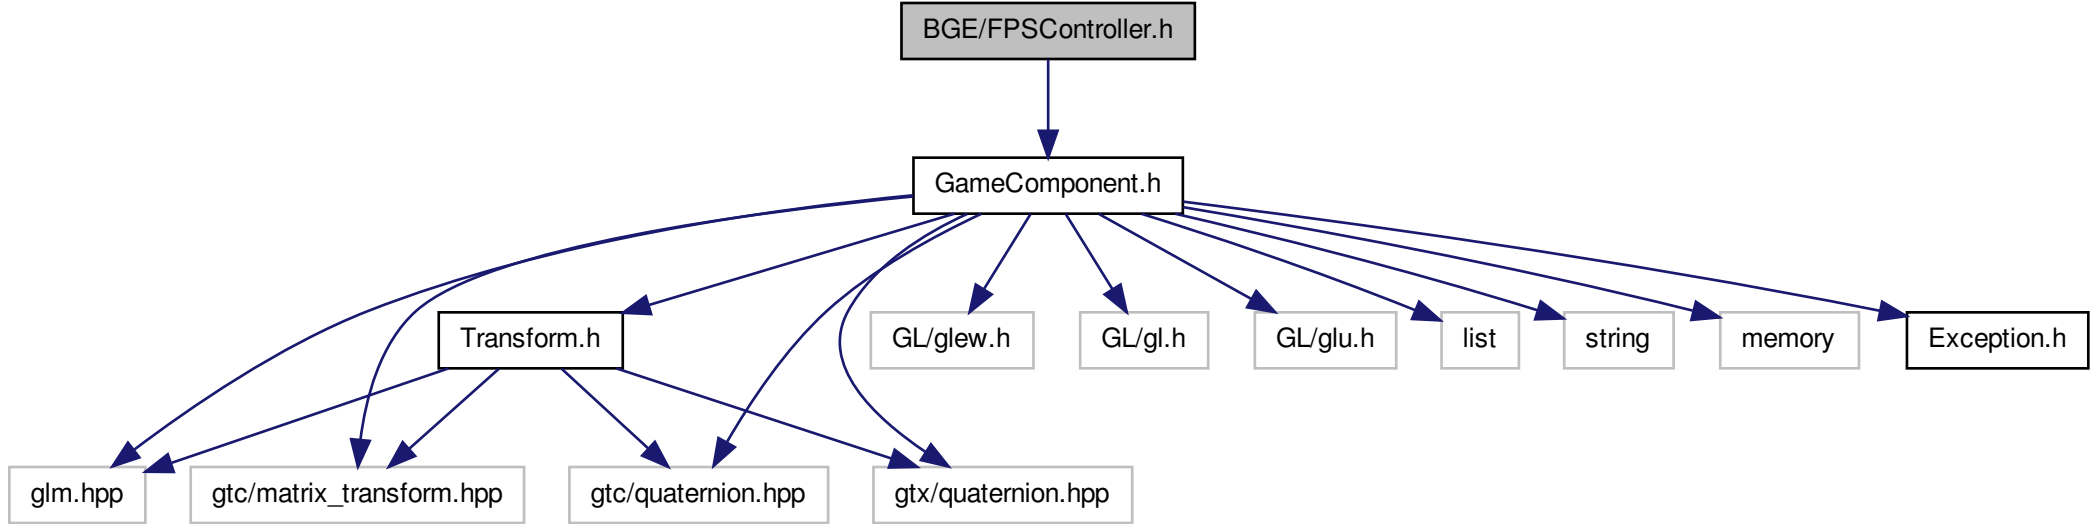 BGE/FPSController.h
GameComponent.h
Transform.h
GL/glew.h
GL/gl.h
GL/glu.h
list
string
memory
Exception.h
glm.hpp
gtc/matrix_transform.hpp
gtc/quaternion.hpp
gtx/quaternion.hpp